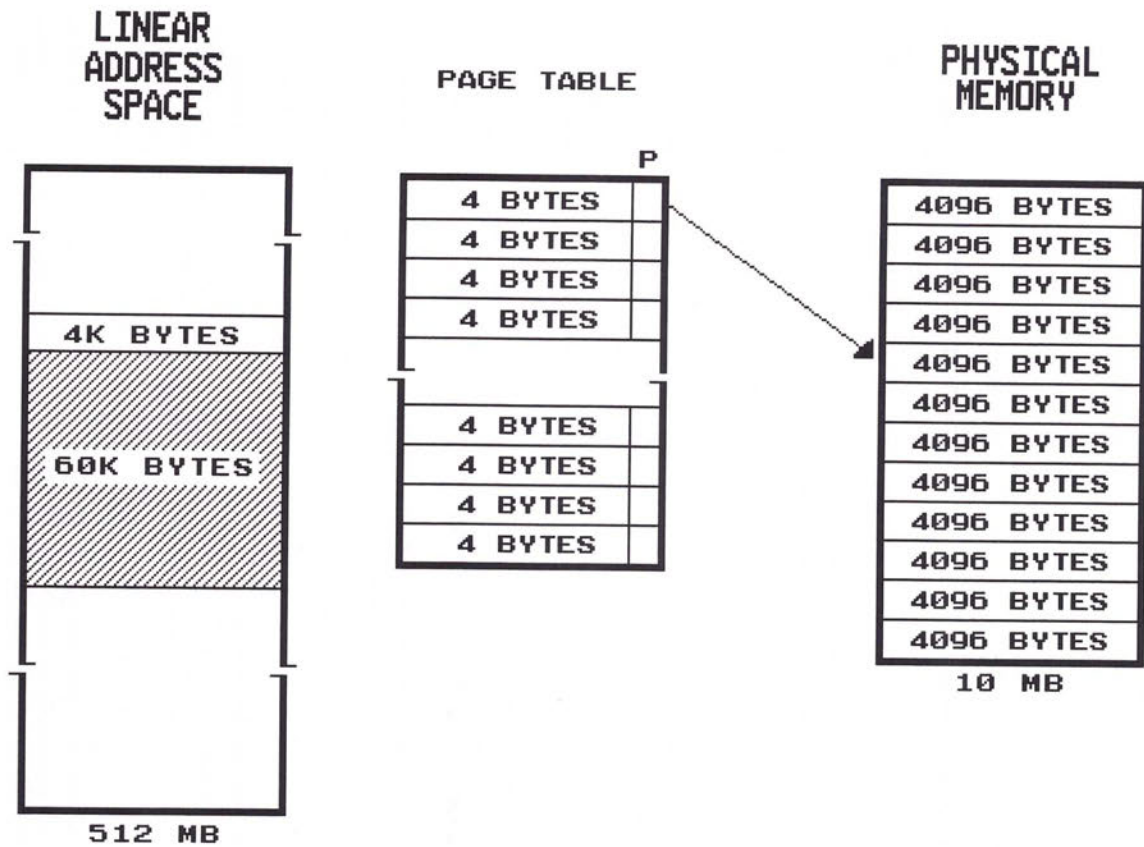 LINEAR
ADDRESS
SPACE
4K BYTES
60K BYTES
512 MB
PAGE TABLE
P
4 BYTES
4 BYTES
4 BYTES
4 BYTES
4 BYTES
4 BYTES
4 BYTES
4 BYTES
PHYSICAL
MEMORY
4096 BYTES
4096 BYTES
4096 BYTES
4096 BYTES
4096 BYTES
4096 BYTES
4096 BYTES
4096 BYTES
4096 BYTES
4096 BYTES
4096 BYTES
4096 BYTES
10 MB